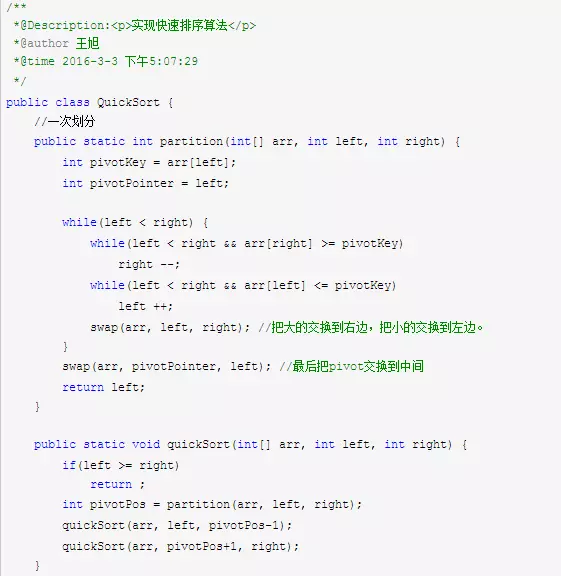 /**
*@Description:<p>实现快速排序算法</p>
*@author 王旭
*@time 2016-3-3 下午5:07:29
*/
public class QuickSort {
//一次划分
public static int partition(int[] arr, int left, int right) {
int pivotKey = arr[left];
int pivotPointer = left;
while(left < right) {
while(left < right && arr[right] >= pivotKey)
right --;
while(left < right && arr[left] <= pivotKey)
left ++;
swap(arr, left, right); //把大的交换到右边，把小的交换到左边。
}
swap(arr, pivotPointer, left); //最后把pivot交换到中间
return left;
}
public static void quickSort(int[] arr, int left, int right) {
if(left >= right)
return ;
int pivotPos = partition(arr, left, right);
quickSort(arr, left, pivotPos-1);
quickSort(arr, pivotPos+1, right);
}